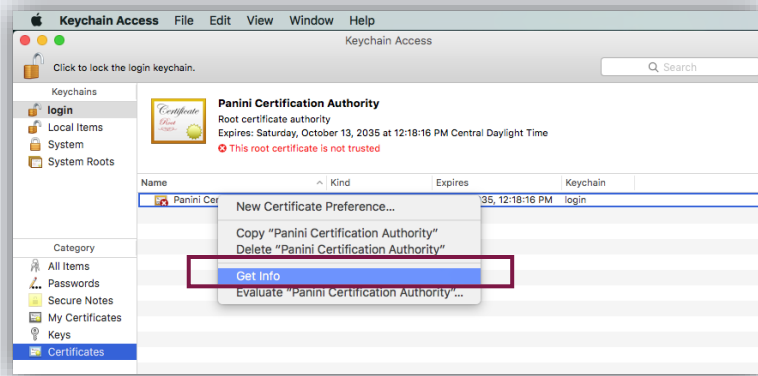 Keychain Access File Edit View Window Help
Keychain Access
Click to lock the login keychain.
Search
Keychains
login
Local Items
System
System Roots
Certificate
Root
Panini Certification Authority
Root certificate authority
Expires: Saturday, October 13, 2035 at 12:18:16 PM Central Daylight Time
This root certificate is not trusted
Name Kind Expires Keychain
Panini Cer 35, 12:18:16 PM login
New Certificate Preference...
Copy “Panini Certification Authority”
Delete “Panini Certification Authority”
Get Info
Evaluate “Panini Certification Authority”...
Category
All Items
Passwords
Secure Notes
My Certificates
Keys
Certificates